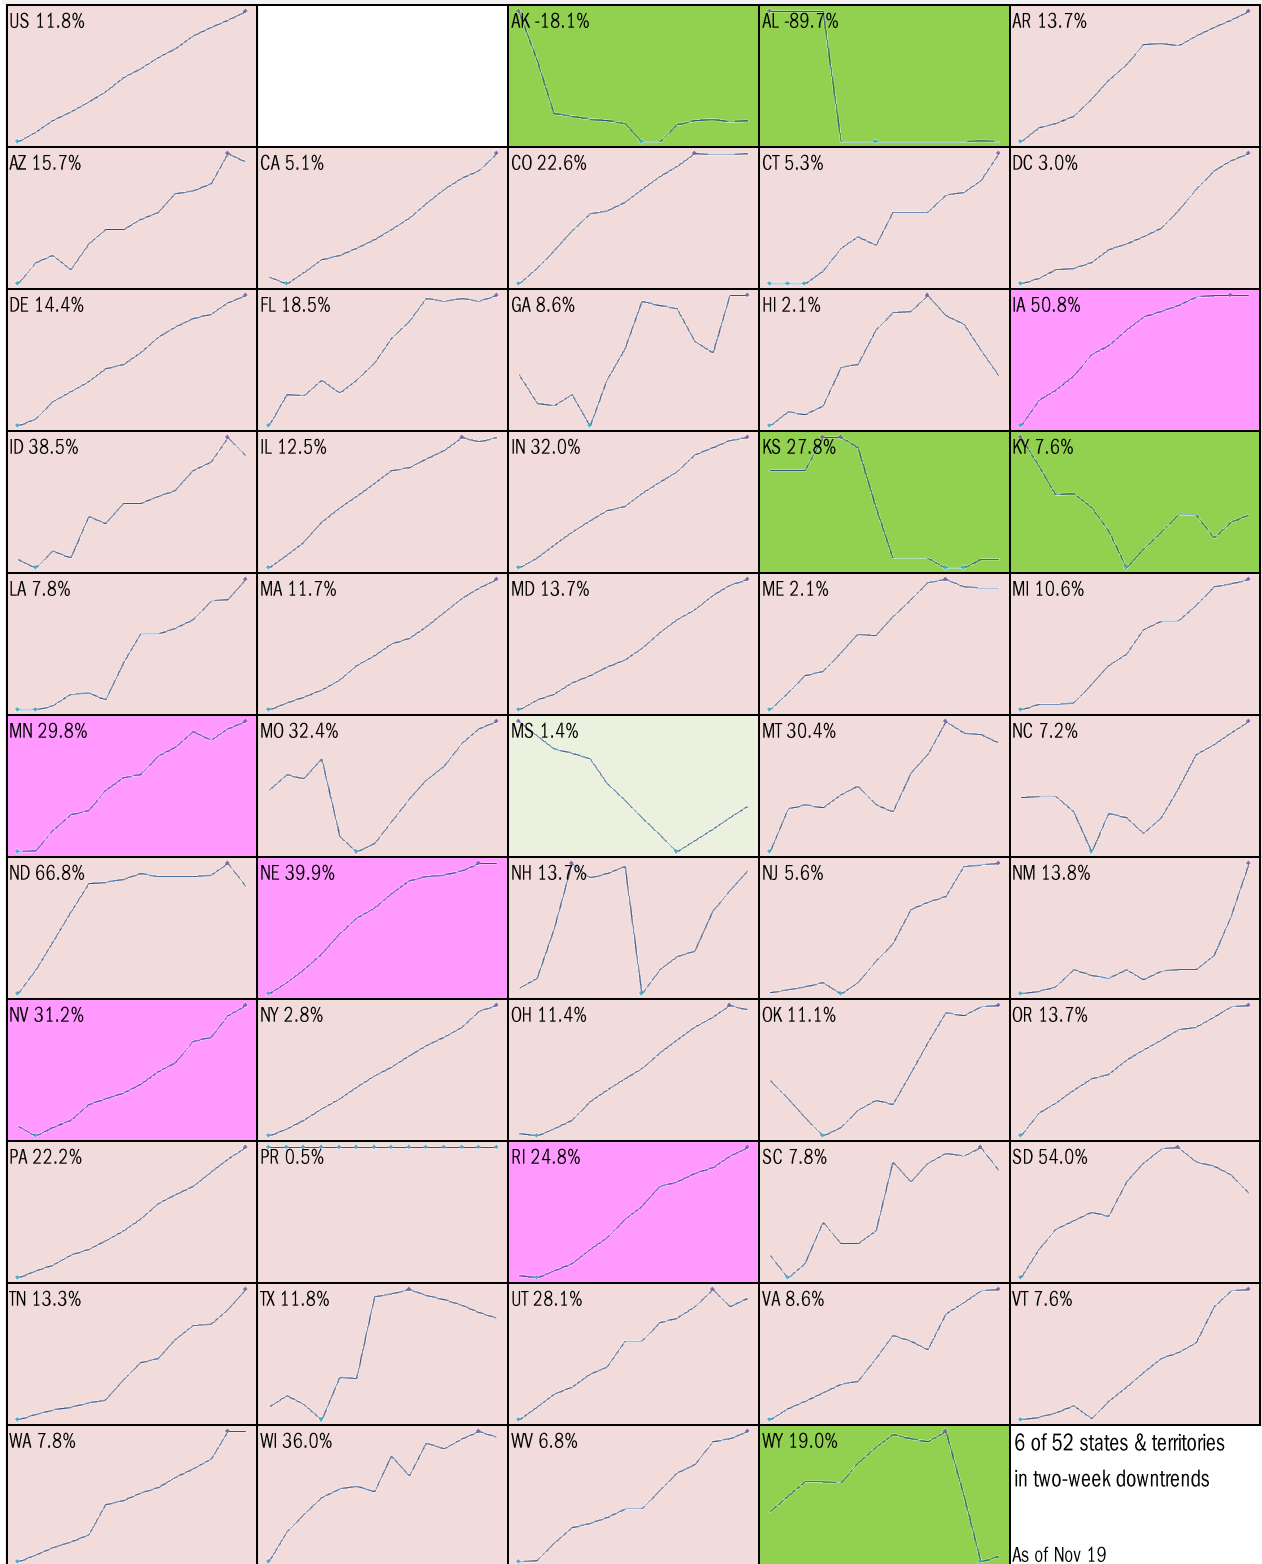 US 11.8%
AK -18.1%
AL -89.7%
AR 13.7%
AZ 15.7%
CA 5.1%
CO 22.6%
CT 5.3%
DC 3.0%
DE 14.4%
FL 18.5%
GA 8.6%
HI 2.1%
IA 50.8%
ID 38.5%
IL 12.5%
IN 32.0%
KS 27.8%
KY 7.6%
LA 7.8%
MA 11.7%
MD 13.7%
ME 2.1%
MI 10.6%
MN 29.8%
MO 32.4%
MS 1.4%
MT 30.4%
NC 7.2%
ND 66.8%
NE 39.9%
NH 13.7%
NJ 5.6%
NM 13.8%
NV 31.2%
NY 2.8%
OH 11.4%
OK 11.1%
OR 13.7%
PA 22.2%
PR 0.5%
RI 24.8%
SC 7.8%
SD 54.0%
TN 13.3%
TX 11.8%
UT 28.1%
VA 8.6%
VT 7.6%
WA 7.8%
WI 36.0%
WV 6.8%
WY 19.0%
6 of 52 states & territories
in two-week downtrends
As of Nov 19